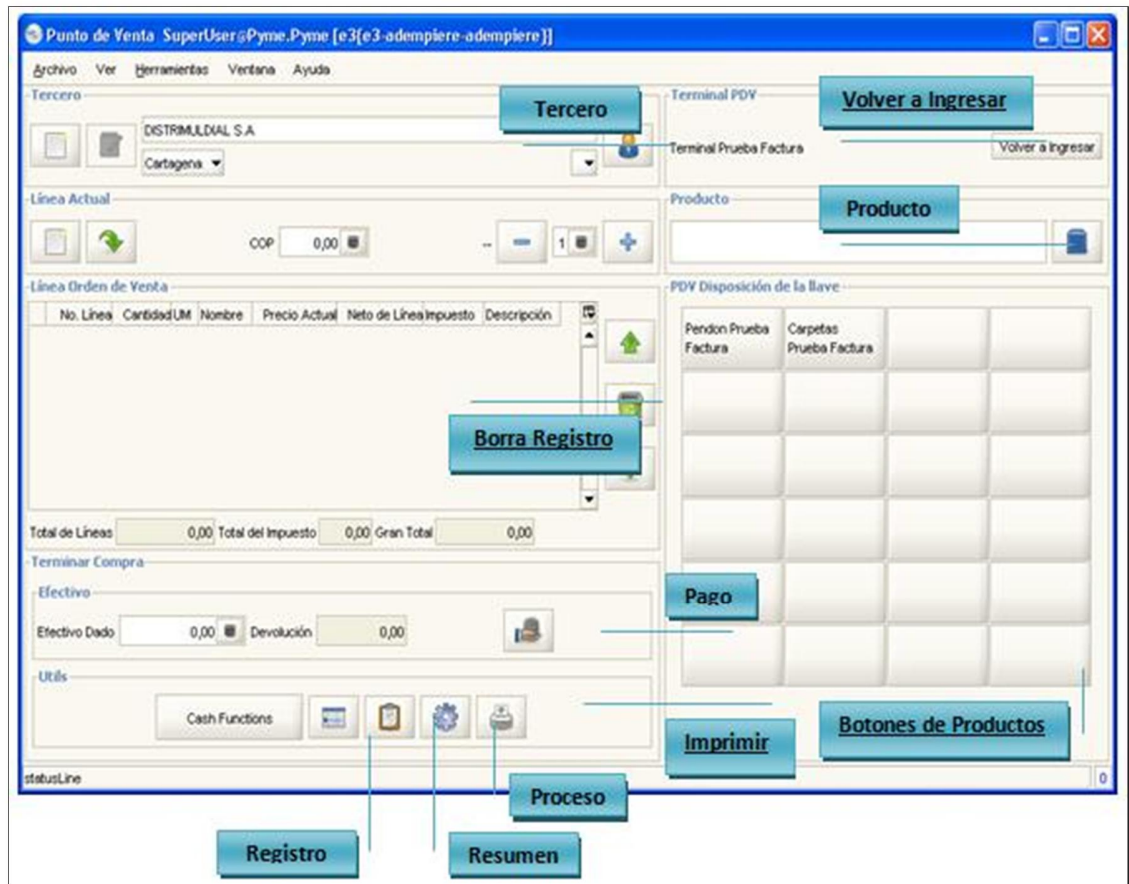 Punto de Venta SuperUser@Pyme.Pyme [e3{e3-adempiere-adempiere}]
Archivo Ver Herramientas Ventana Ayuda
Tercero
DISTRIMULDIAL S.A
Cartagena
Tercero
Terminal PDV
Volver a Ingresar
Terminal Prueba Factura
Volver a Ingresar
Línea Actual
COP 0,00 -- 1
Producto
Producto
Línea Orden de Venta
No. Línea Cantidad UM Nombre Precio Actual Neto de Línea Impuesto Descripción
Borra Registro
PDV Disposición de la llave
Pendon Prueba
Factura
Carpetas
Prueba Factura
Total de Líneas 0,00 Total del Impuesto 0,00 Gran Total 0,00
Terminar Compra
Efectivo
Efectivo Dado 0,00 Devolución 0,00
Pago
Utils
Cash Functions
Imprimir
Botones de Productos
statusLine
0
Proceso
Registro
Resumen